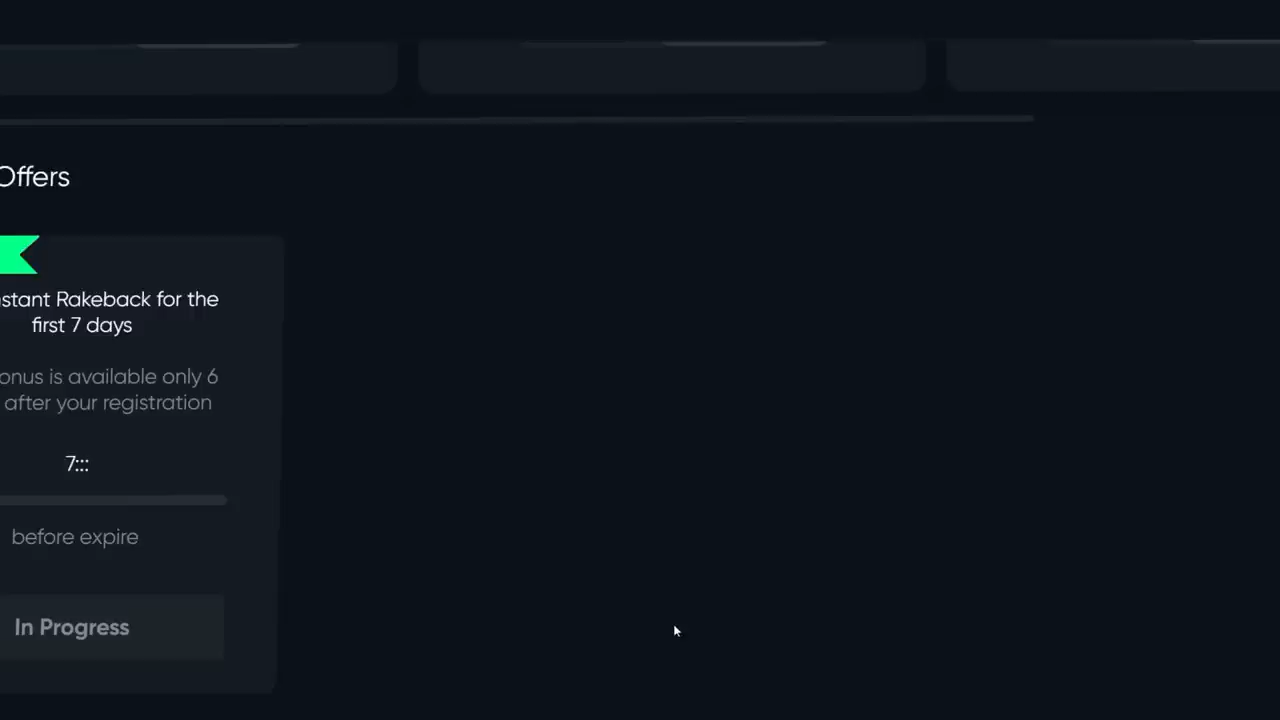 Offers
nstant Rakeback for the
first 7 days
onus is available only 6
after your registration
7:::
before expire
In Progress